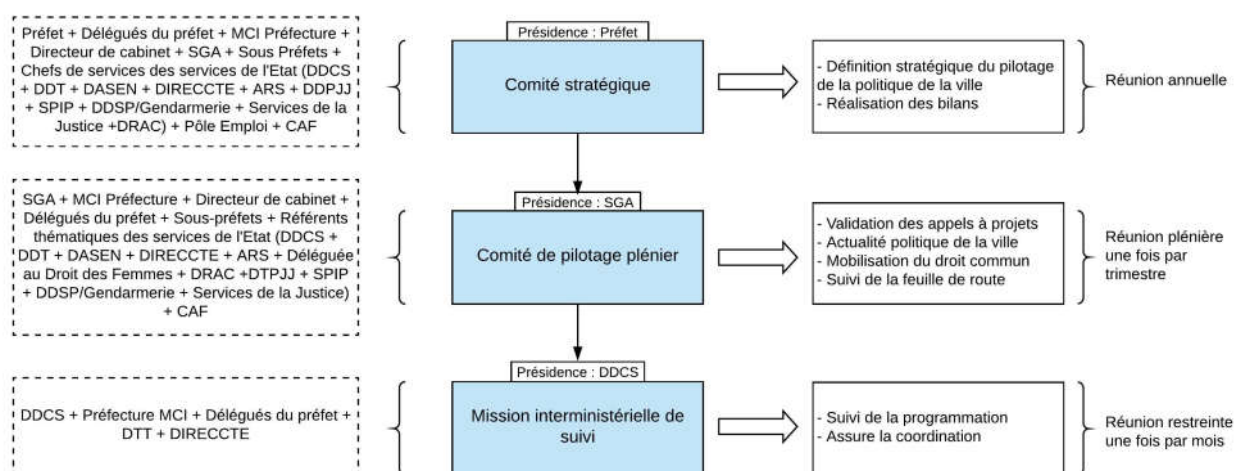 Préfet + Délégués du préfet + MCI Préfecture +
Directeur de cabinet + SGA + Sous Préfets +
Chefs de services des services de l'Etat (DDCS
+ DDT + DASEN + DIRECCTE + ARS + DDPJJ
+ SPIP + DDSP/Gendarmerie + Services de la
Justice +DRAC) + Pôle Emploi + CAF
Présidence : Préfet
Comité stratégique
- Définition stratégique du pilotage
de la politique de la ville
- Réalisation des bilans
Réunion annuelle
SGA + MCI Préfecture + Directeur de cabinet +
Délégués du préfet + Sous-préfets + Référents
thématiques des services de l'Etat (DDCS +
DDT + DASEN + DIRECCTE + ARS + Déléguée
au Droit des Femmes + DRAC +DTPJJ + SPIP
+ DDSP/Gendarmerie + Services de la Justice)
+ CAF
Présidence : SGA
Comité de pilotage plénier
- Validation des appels à projets
- Actualité politique de la ville
- Mobilisation du droit commun
- Suivi de la feuille de route
Réunion plénière
une fois par
trimestre
DDCS + Préfecture MCI + Délégués du préfet +
DTT + DIRECCTE
Présidence : DDCS
Mission interministérielle de
suivi
- Suivi de la programmation
- Assure la coordination
Réunion restreinte
une fois par mois